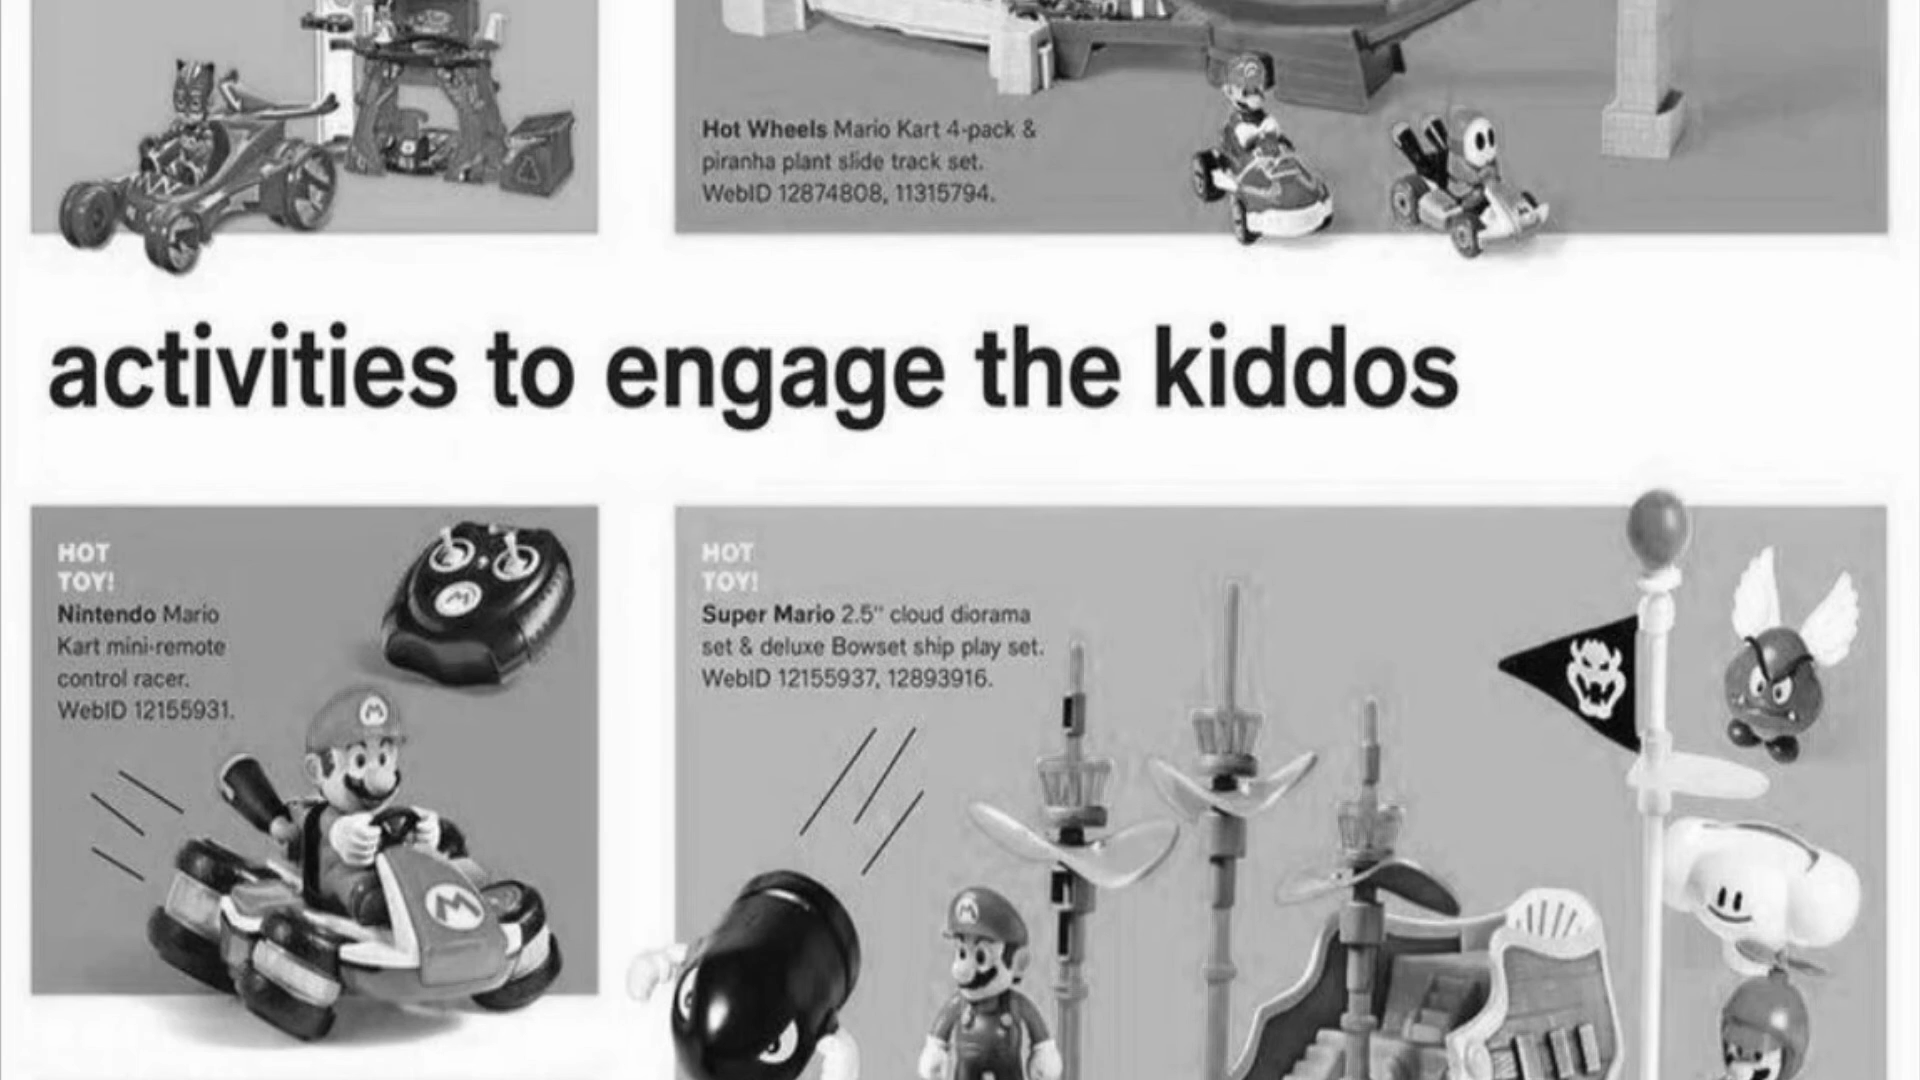 Hot Wheels Mario Kart 4-pack &
piranha plant slide track set.
WebID 12874808, 11315794.
activities to engage the kiddos
HOT
TOY!
Nintendo Mario
Kart mini-remote
control racer.
WebID 12155931.
HOT
TOY!
Super Mario 2.5" cloud diorama
set & deluxe Bowset ship play set.
WebID 12155937, 12893916.
M
M
M
M